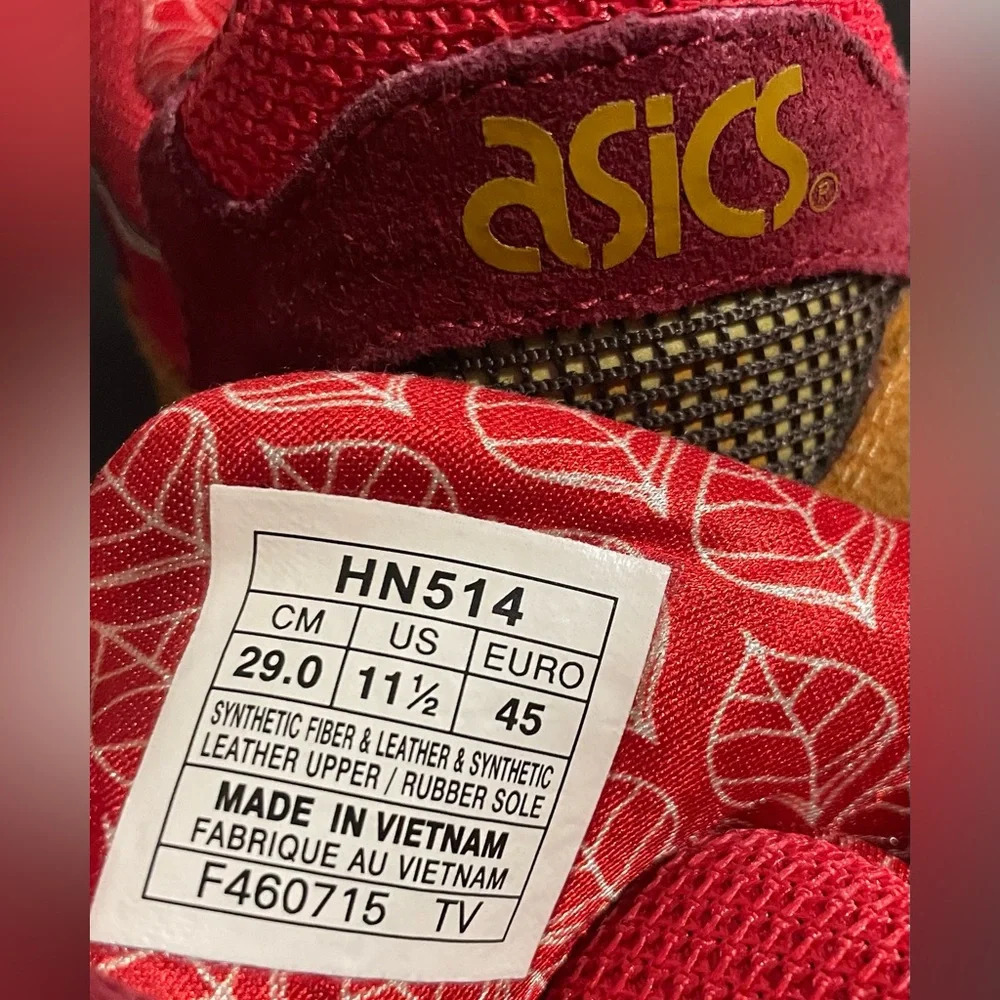 asics®
HN514
CM US EURO
29.0 11½ 45
SYNTHETIC FIBER & LEATHER & SYNTHETIC
LEATHER UPPER / RUBBER SOLE
MADE IN VIETNAM
FABRIQUE AU VIETNAM
F460715 TV